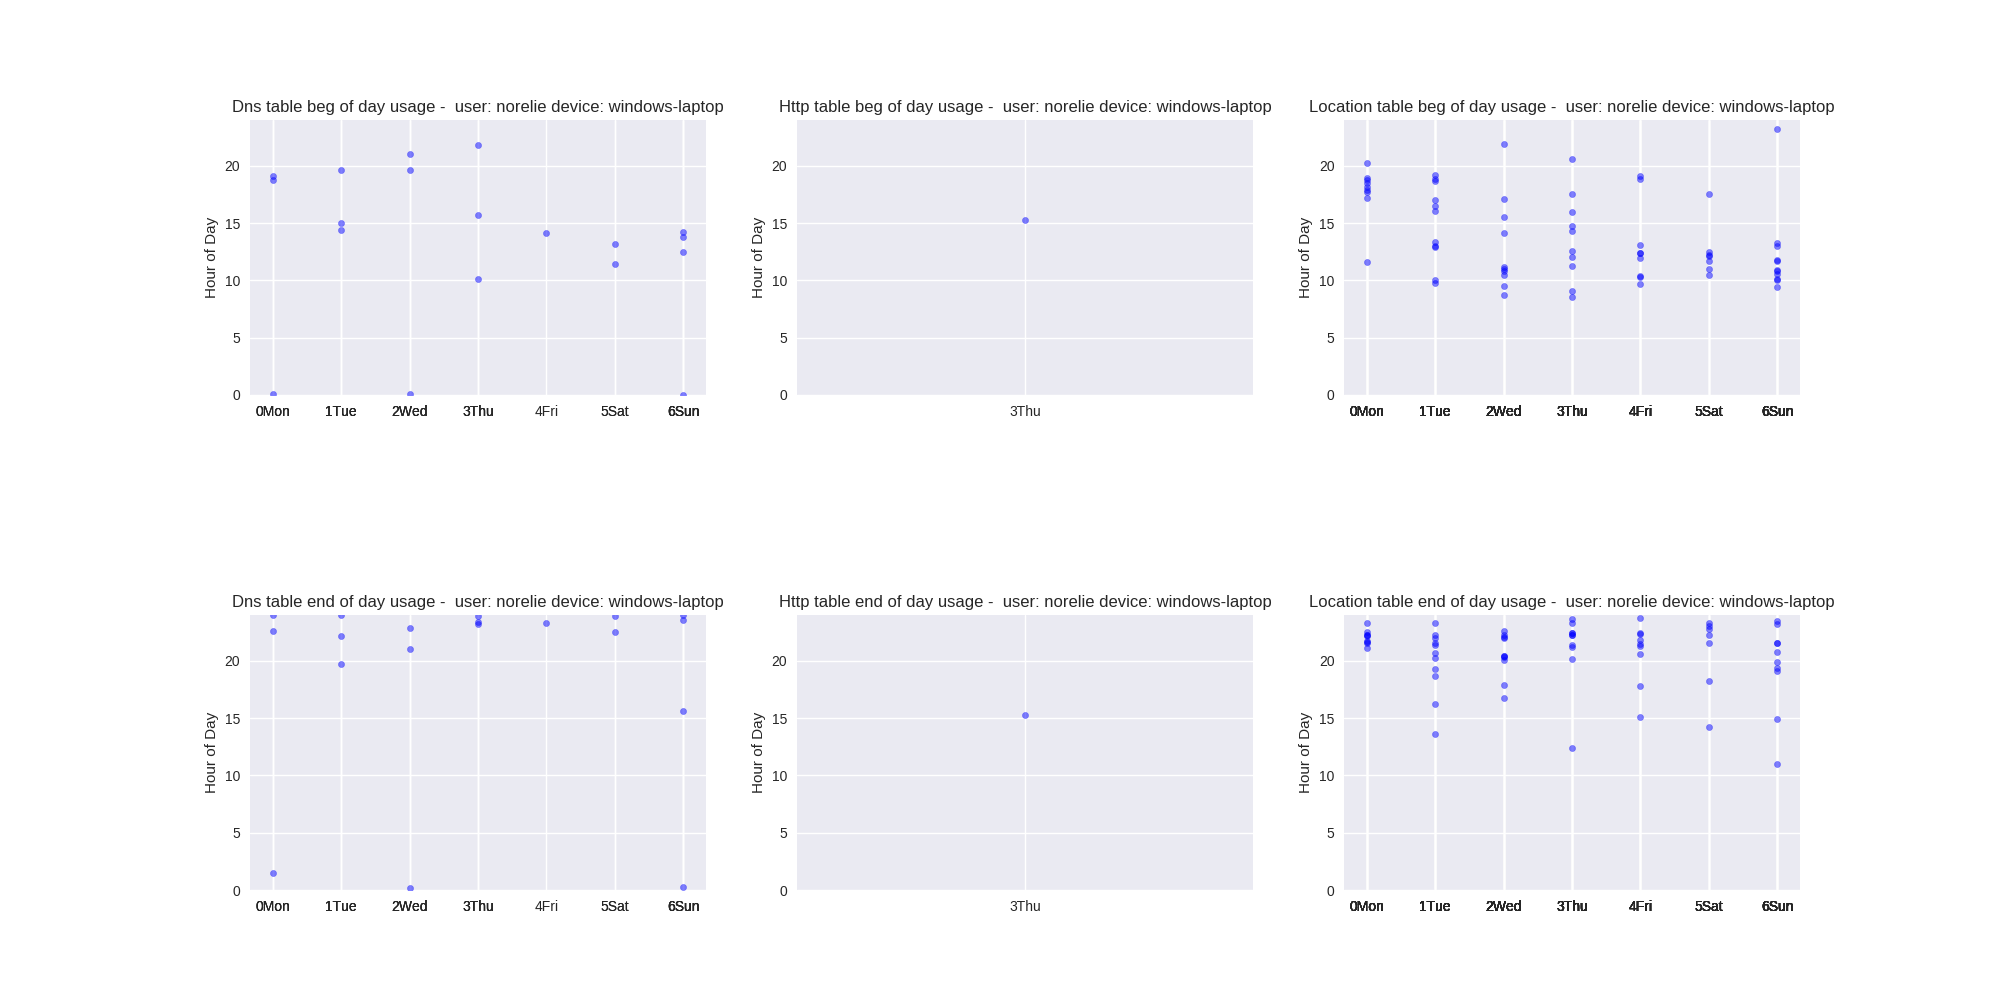 Dns table beg of day usage -  user: norelie device: windows-laptop
Hour of Day
20
15
10
5
0
0Mon 1Tue 2Wed 3Thu 4Fri 5Sat 6Sun
Http table beg of day usage -  user: norelie device: windows-laptop
Hour of Day
20
15
10
5
0
3Thu
Location table beg of day usage -  user: norelie device: windows-laptop
Hour of Day
20
15
10
5
0
0Mon 1Tue 2Wed 3Thu 4Fri 5Sat 6Sun
Dns table end of day usage -  user: norelie device: windows-laptop
Hour of Day
20
15
10
5
0
0Mon 1Tue 2Wed 3Thu 4Fri 5Sat 6Sun
Http table end of day usage -  user: norelie device: windows-laptop
Hour of Day
20
15
10
5
0
3Thu
Location table end of day usage -  user: norelie device: windows-laptop
Hour of Day
20
15
10
5
0
0Mon 1Tue 2Wed 3Thu 4Fri 5Sat 6Sun